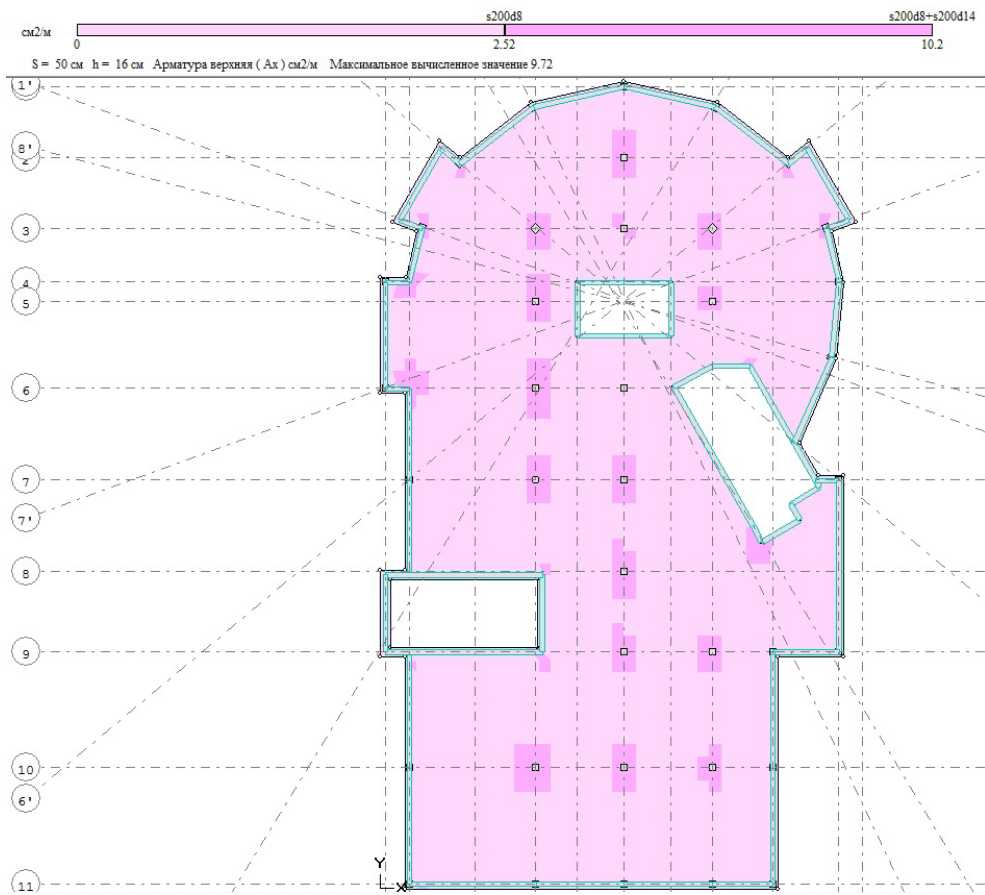 s200d8 s200d8+s200d14
см2/м
0 2.52 10.2
S = 50 см h = 16 см Арматура верхняя ( Ax ) см2/м Максимальное вычисленное значение 9.72
1'
8'
2
3
4
5
6
7
7'
8
9
10
6'
Y
X
11